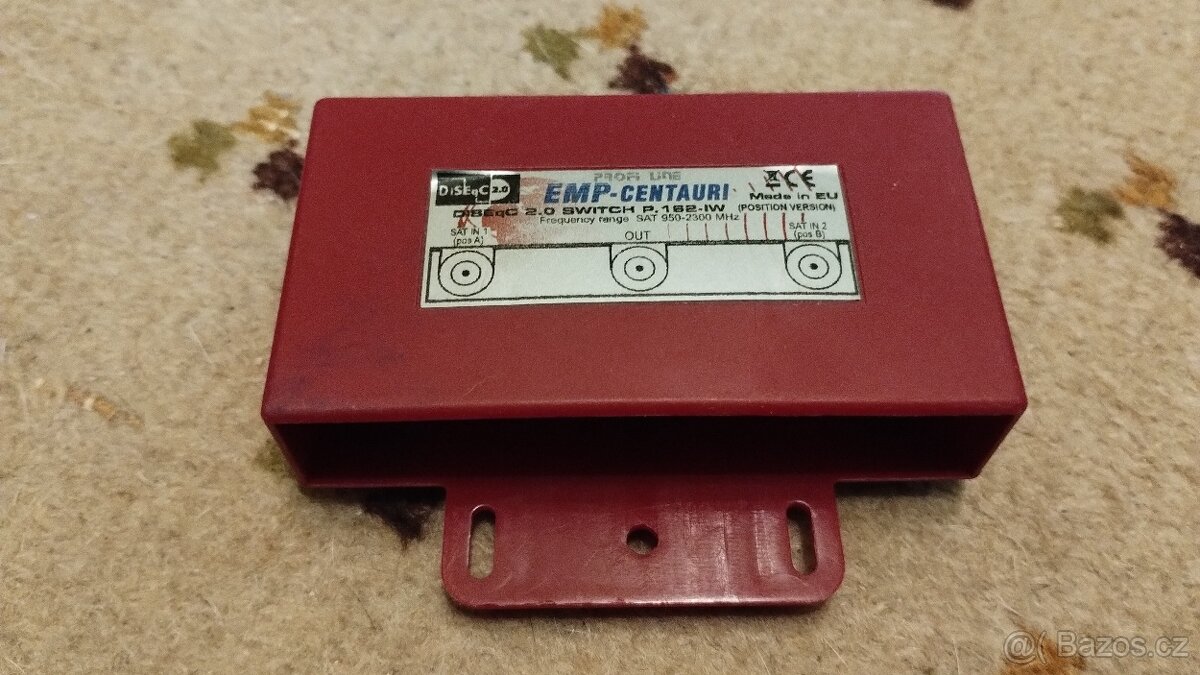 PROFI LINE
DiSEqC 2.0 EMP-CENTAURI CE
Made in EU
DiSEqC 2.0 SWITCH P.162-IW (POSITION VERSION)
Frequency range SAT 950-2300 MHz
SAT IN 1 OUT SAT IN 2
(pos A) (pos B)
@( Bazos.cz